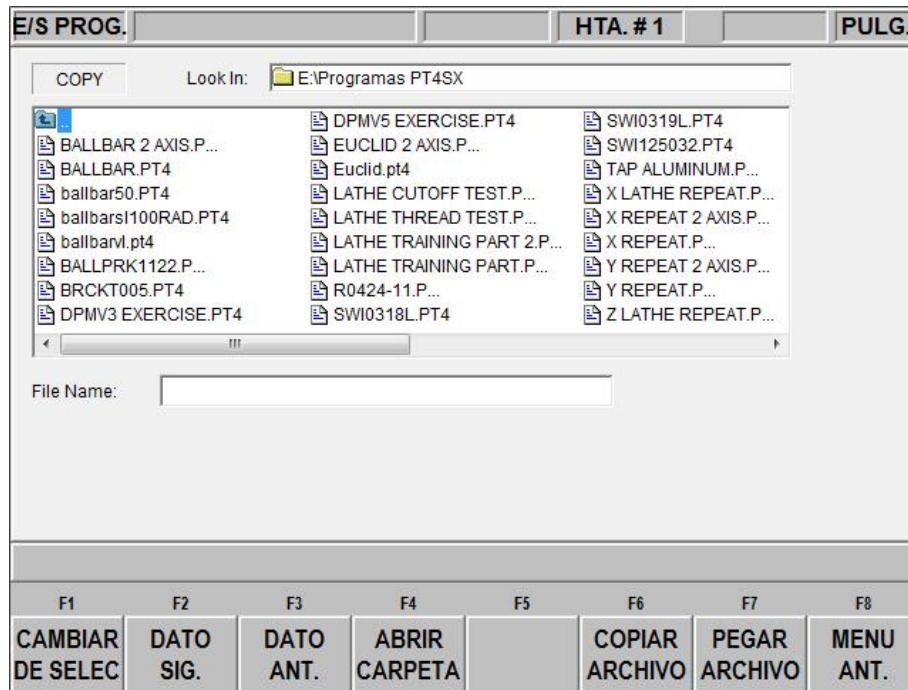 E/S PROG. HTA. # 1 PULG.
COPY Look In: E:\Programas PT4SX
..
BALLBAR 2 AXIS.P...
BALLBAR.PT4
ballbar50.PT4
ballbarsl100RAD.PT4
ballbarvl.pt4
BALLPRK1122.P...
BRCKT005.PT4
DPMV3 EXERCISE.PT4
DPMV5 EXERCISE.PT4
EUCLID 2 AXIS.P...
Euclid.pt4
LATHE CUTOFF TEST.P...
LATHE THREAD TEST.P...
LATHE TRAINING PART 2.P...
LATHE TRAINING PART.P...
R0424-11.P...
SWI0318L.PT4
SWI0319L.PT4
SWI125032.PT4
TAP ALUMINUM.P...
X LATHE REPEAT.P...
X REPEAT 2 AXIS.P...
X REPEAT.P...
Y REPEAT 2 AXIS.P...
Y REPEAT.P...
Z LATHE REPEAT.P...
File Name:
F1 F2 F3 F4 F5 F6 F7 F8
CAMBIAR DATO DATO ABRIR COPIAR PEGAR MENU
DE SELEC SIG. ANT. CARPETA ARCHIVO ARCHIVO ANT.